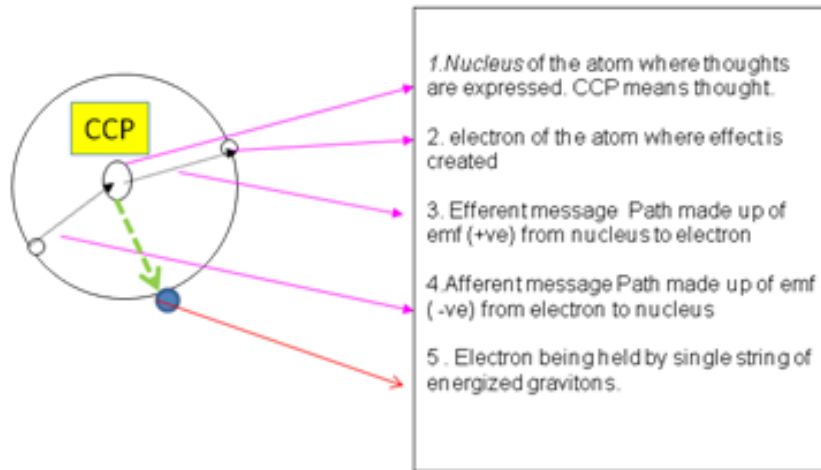 CCP
1.Nucleus of the atom where thoughts
are expressed. CCP means thought.
2. electron of the atom where effect is
created
3. Efferent message Path made up of
emf (+ve) from nucleus to electron
4.Afferent message Path made up of emf
( -ve) from electron to nucleus
5 . Electron being held by single string of
energized gravitons.